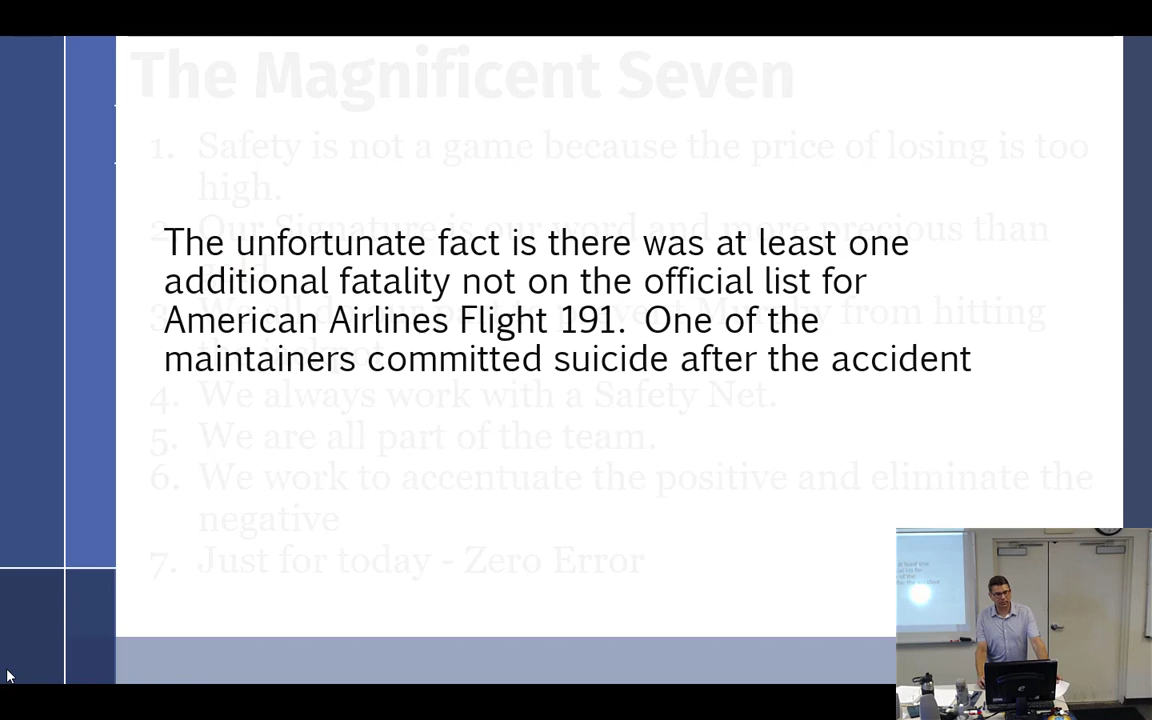 The Magnificent Seven
1. Safety is not a game because the price of losing is too
high.
2. Our Signature is our word and more precious than
The unfortunate fact is there was at least one
additional fatality not on the official list for
American Airlines Flight 191. One of the
maintainers committed suicide after the accident
3. We all do our part to prevent Murphy from hitting
4. We always work with a Safety Net.
5. We are all part of the team.
6. We work to accentuate the positive and eliminate the
negative
7. Just for today - Zero Error